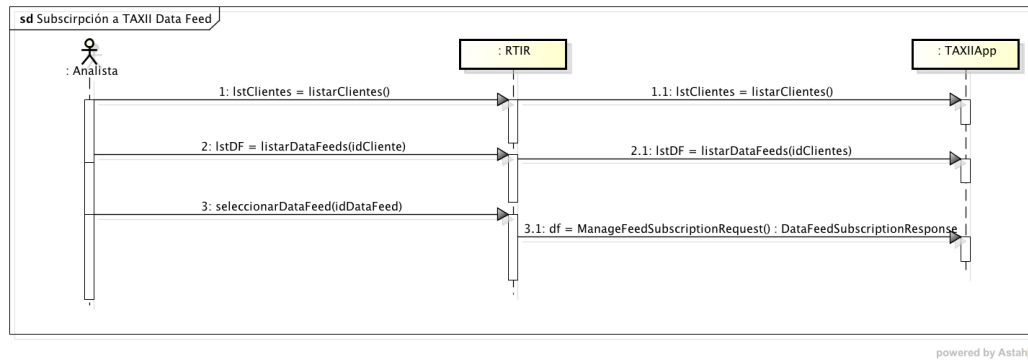 sd Subscirpción a TAXII Data Feed
: Analista
: RTIR
: TAXIIApp
1: lstClientes = listarClientes()
1.1: lstClientes = listarClientes()
2: lstDF = listarDataFeeds(idCliente)
2.1: lstDF = listarDataFeeds(idClientes)
3: seleccionarDataFeed(idDataFeed)
3.1: df = ManageFeedSubscriptionRequest() : DataFeedSubscriptionResponse
powered by Astah